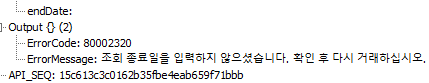 endDate:
Output {} (2)
ErrorCode: 80002320
ErrorMessage: 조회 종료일을 입력하지 않으셨습니다. 확인 후 다시 거래하십시오.
API_SEQ: 15c613c3c0162b35fbe4eab659f71bbb